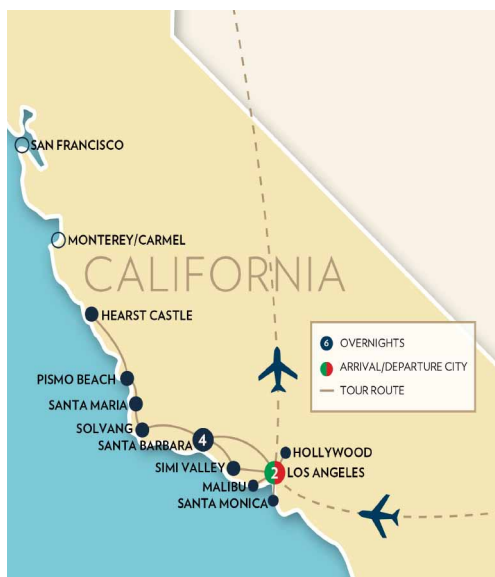 SAN FRANCISCO
MONTEREY/CARMEL
CALIFORNIA
HEARST CASTLE
6 OVERNIGHTS
ARRIVAL/DEPARTURE CITY
TOUR ROUTE
PISMO BEACH
SANTA MARIA
SOLVANG
SANTA BARBARA
4
HOLLYWOOD
SIMI VALLEY
2
LOS ANGELES
MALIBU
SANTA MONICA